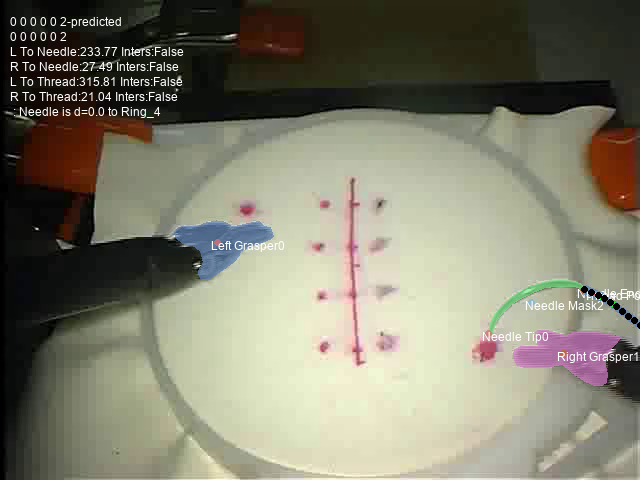 0 0 0 0 0 2-predicted
0 0 0 0 0 2
L To Needle:233.77 Inters:False
R To Needle:27.49 Inters:False
L To Thread:315.81 Inters:False
R To Thread:21.04 Inters:False
: Needle is d=0.0 to Ring_4
Left Grasper0
Needle
Needle Mask2
Needle Tip0
Right Grasper1